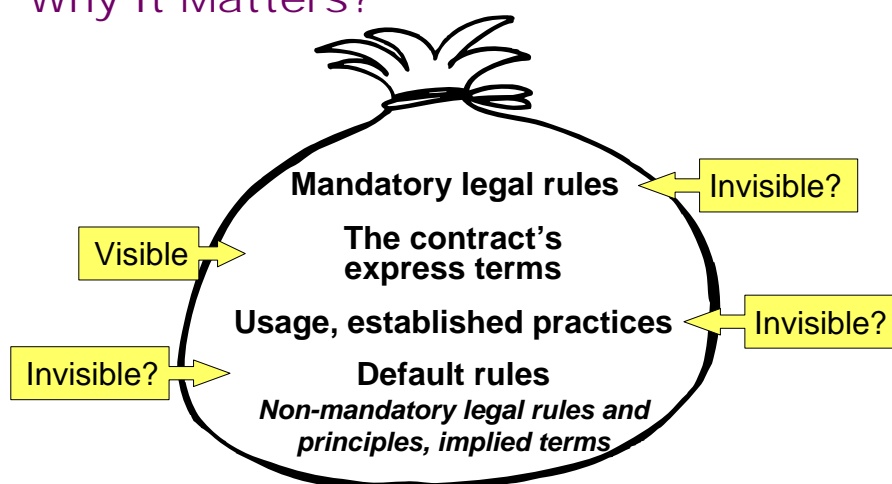 Why It Matters?
Mandatory legal rules
Invisible?
Visible
The contract's
express terms
Usage, established practices
Invisible?
Invisible?
Default rules
Non-mandatory legal rules and
principles, implied terms